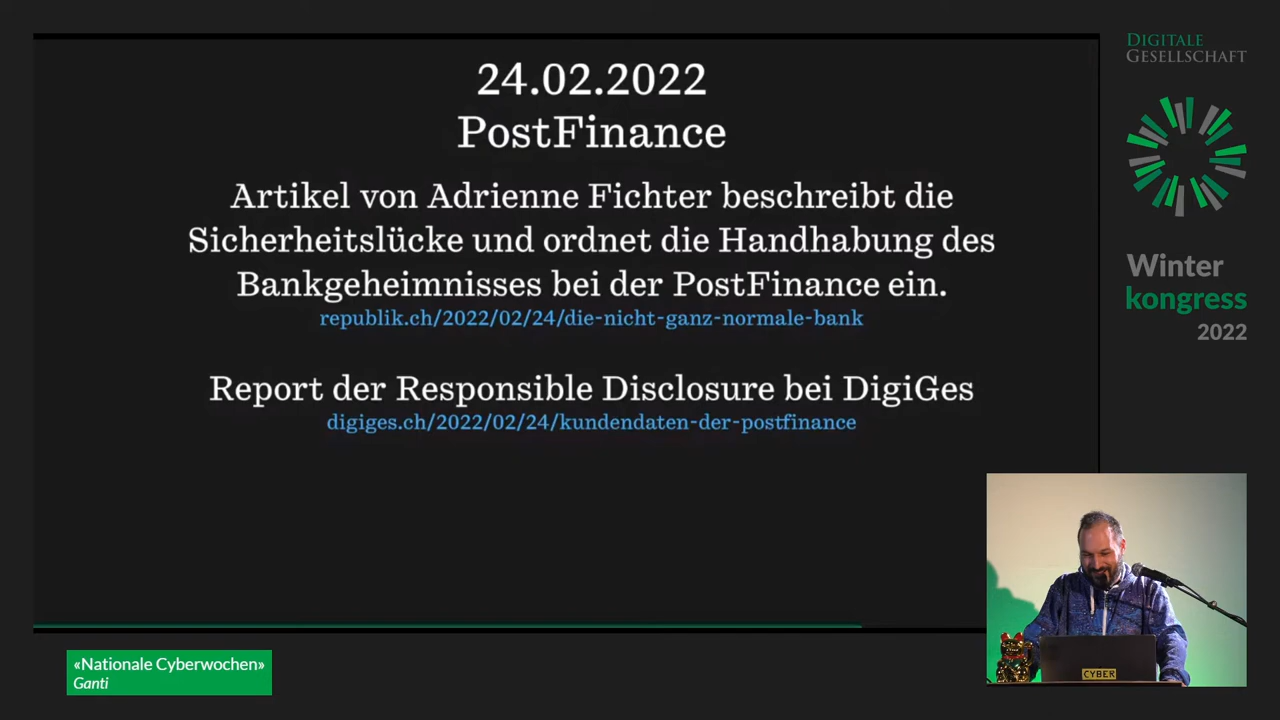 24.02.2022
PostFinance
Artikel von Adrienne Fichter beschreibt die
Sicherheitslücke und ordnet die Handhabung des
Bankgeheimnisses bei der PostFinance ein.
republik.ch/2022/02/24/die-nicht-ganz-normale-bank
Report der Responsible Disclosure bei DigiGes
digiges.ch/2022/02/24/kundendaten-der-postfinance
DIGITALE
GESELLSCHAFT
Winter
kongress
2022
CYBER
«Nationale Cyberwochen»
Ganti